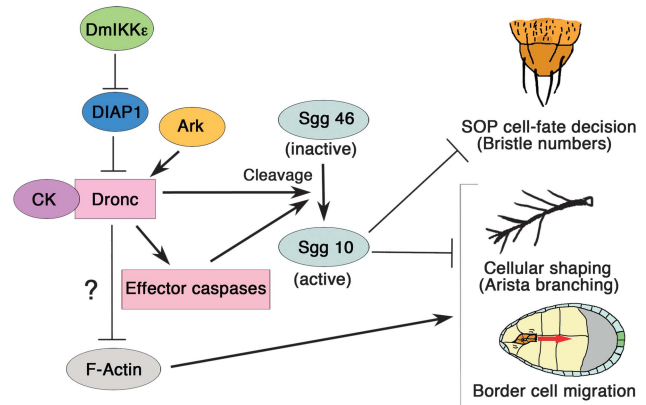 DmIKKε
DIAP1
Ark
Sgg 46
(inactive)
SOP cell-fate decision
(Bristle numbers)
Cleavage
CK
Dronc
Sgg 10
(active)
Effector caspases
?
Cellular shaping
(Arista branching)
F-Actin
Border cell migration